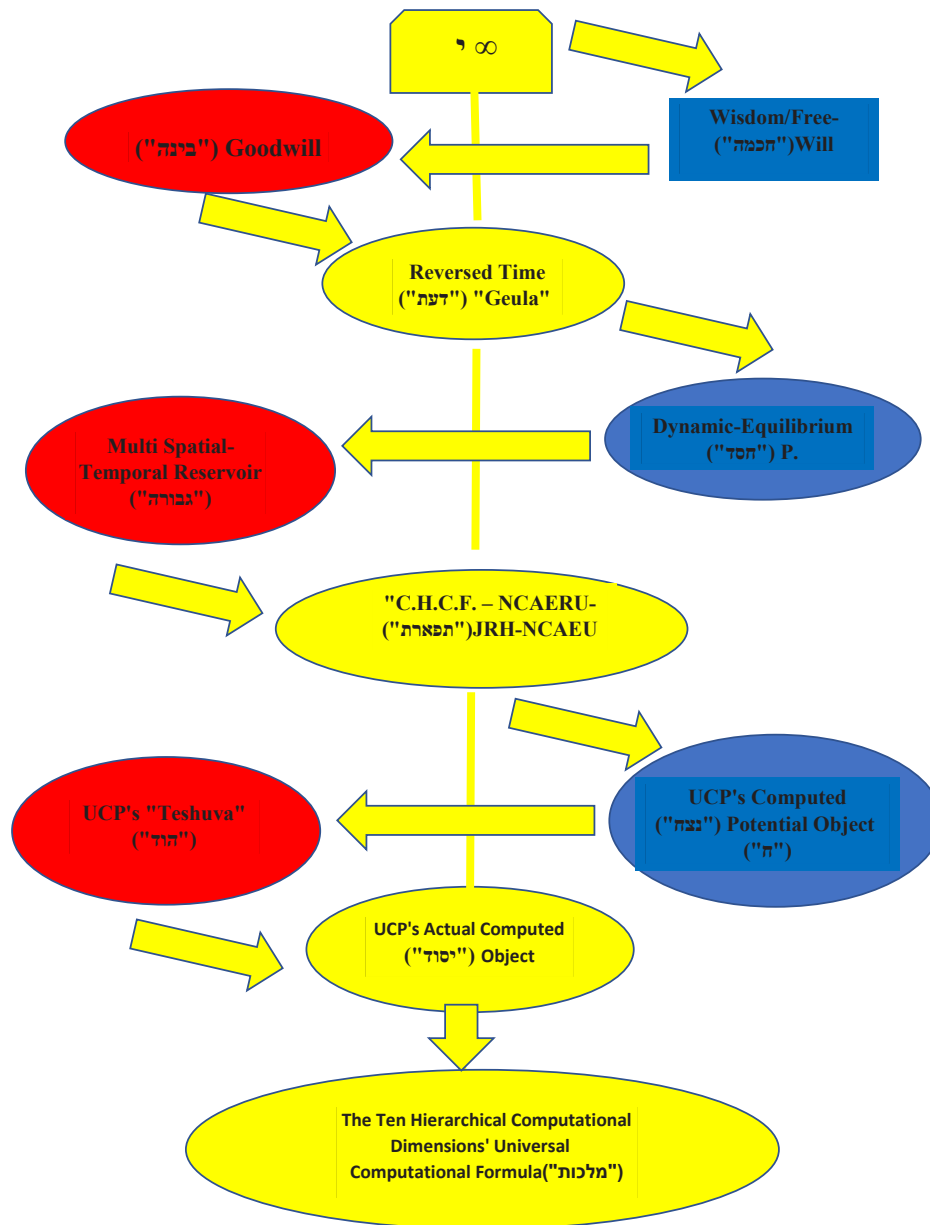 ∞ י
Wisdom/Free-
("חכמה")Will
("בינה") Goodwill
Reversed Time
("דעת") "Geula"
Dynamic-Equilibrium
("חסד") P.
Multi Spatial-
Temporal Reservoir
("גבורה")
"C.H.C.F. – NCAERU-
("תפארת")JRH-NCAEU
UCP's Computed
("נצח") Potential Object
("ח")
UCP's "Teshuva"
("הוד")
UCP's Actual Computed
("יסוד") Object
The Ten Hierarchical Computational
Dimensions' Universal
Computational Formula("מלכות")